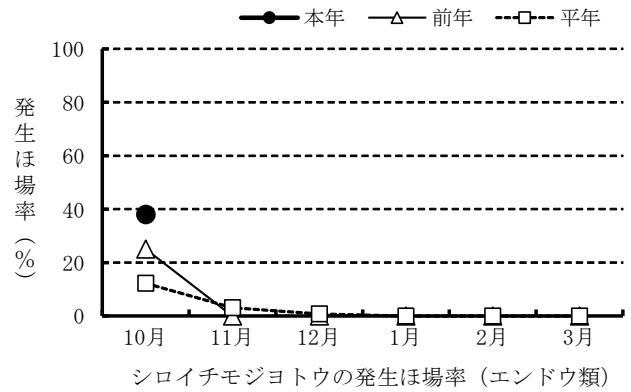 本年 前年 平年
100
80
60
40
20
0
発生ほ場率(%)
10月 11月 12月 1月 2月 3月
シロイチモジヨトウの発生ほ場率（エンドウ類）